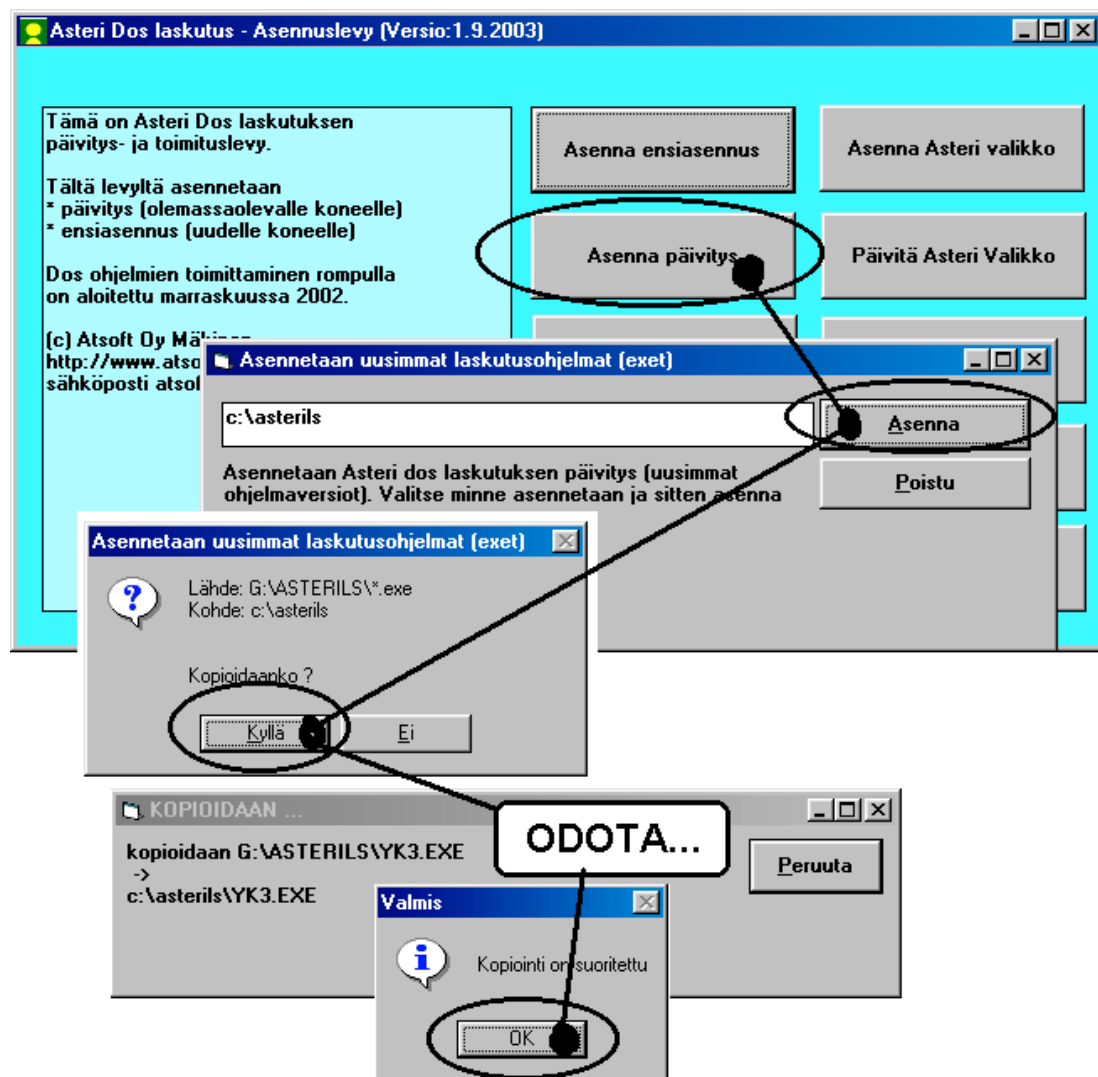 Asteri Dos laskutus - Asennuslevy (Versio:1.9.2003)
Tämä on Asteri Dos laskutuksen
päivitys- ja toimituslevy.
Tältä levyltä asennetaan
* päivitys (olemassaolevalle koneelle)
* ensiasennus (uudelle koneelle)
Dos ohjelmien toimittaminen rompulla
on aloitettu marraskuussa 2002.
(c) Atsoft Oy Mäkinen
http://www.atso
sähköposti atsof
Asenna ensiasennus
Asenna Asteri valikko
Asenna päivitys
Päivitä Asteri Valikko
Asennetaan uusimmat laskutusohjelmat (exet)
c:\asterils
Asenna
Asennetaan Asteri dos laskutuksen päivitys (uusimmat
ohjelmaversiot). Valitse minne asennetaan ja sitten asenna
Poistu
Asennetaan uusimmat laskutusohjelmat (exet)
Lähde: G:\ASTERILS\*.exe
Kohde: c:\asterils
Kopioidaanko ?
Kyllä
Ei
KOPIOIDAAN ...
kopioidaan G:\ASTERILS\YK3.EXE
->
c:\asterils\YK3.EXE
ODOTA...
Peruuta
Valmis
Kopiointi on suoritettu
OK